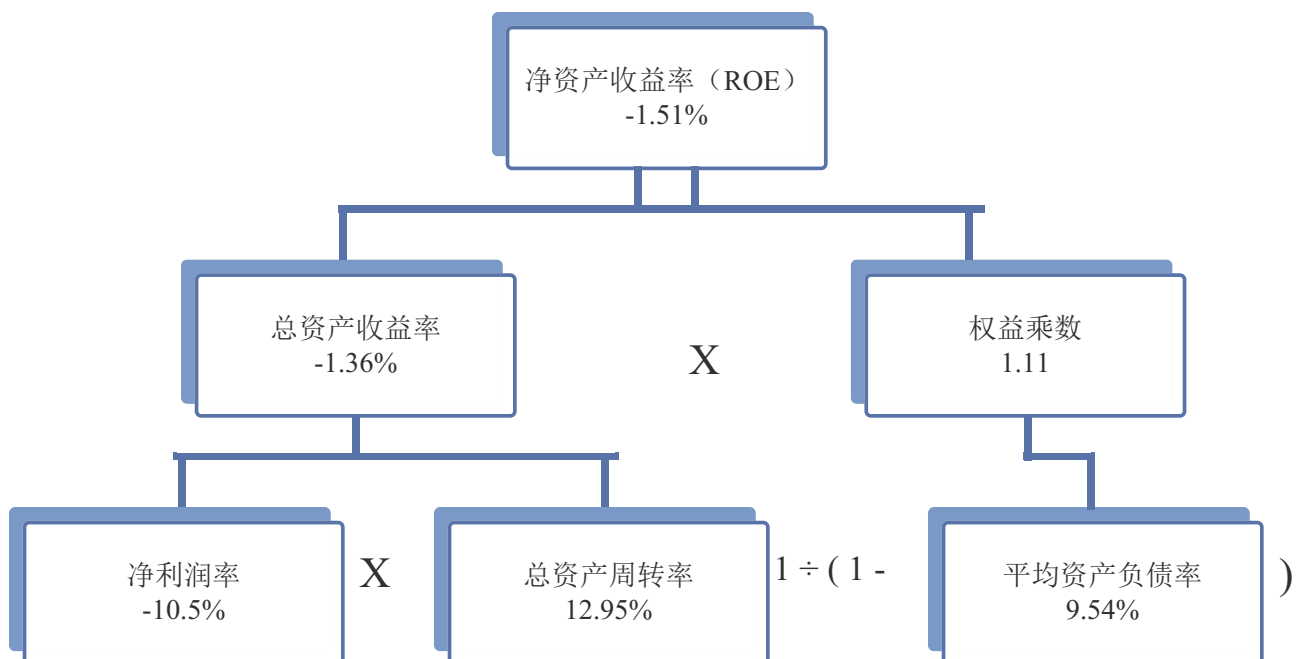 净资产收益率（ROE）
-1.51%
总资产收益率
-1.36%
X
权益乘数
1.11
净利润率
-10.5%
X
总资产周转率
12.95%
1 ÷ ( 1 -
平均资产负债率
9.54%
)